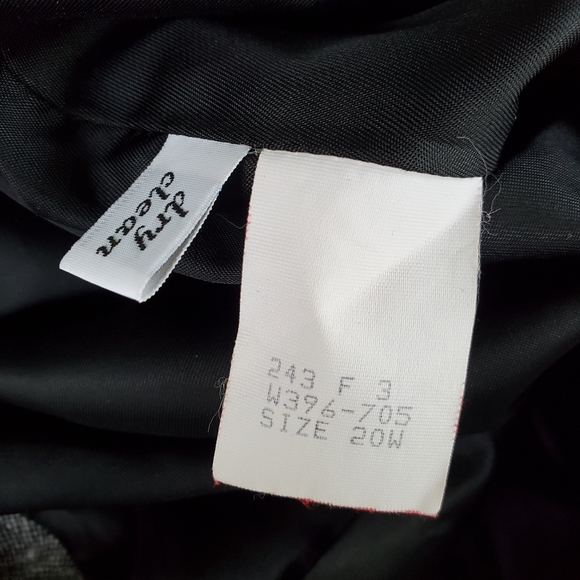 dry
clean
243 F 3
W396-705
SIZE 20W